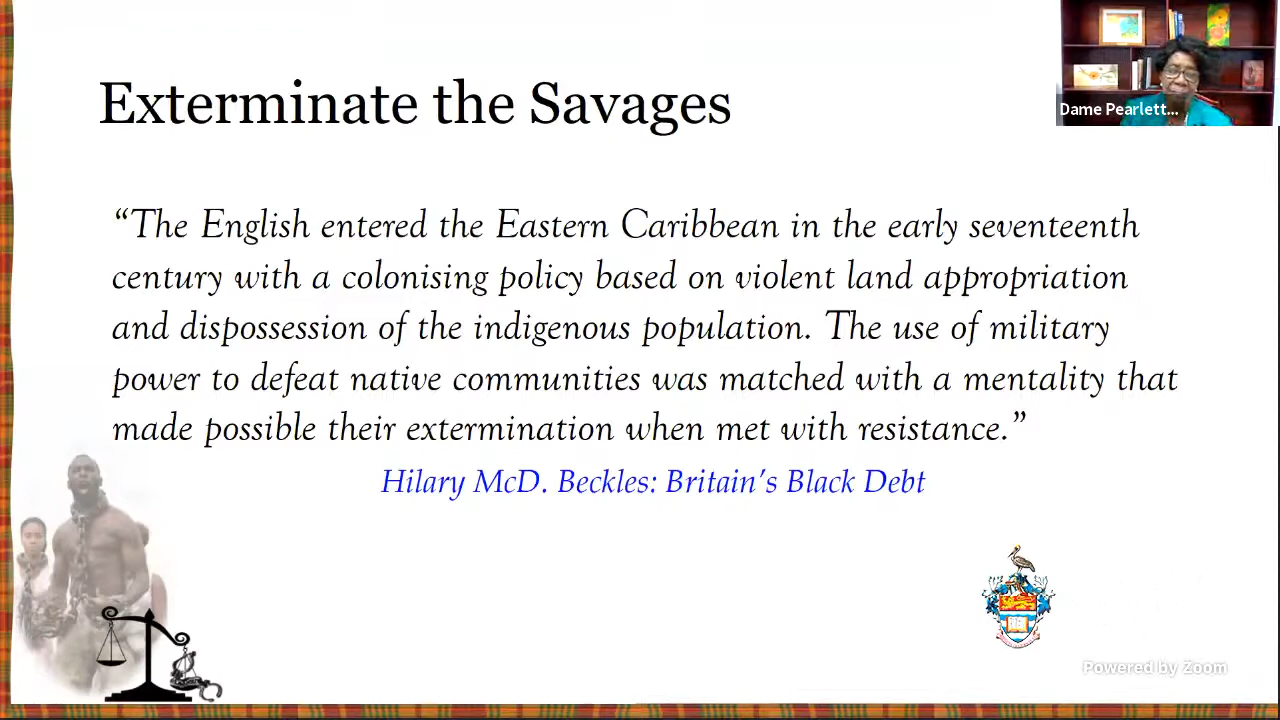 Exterminate the Savages
Dame Pearlett...
“The English entered the Eastern Caribbean in the early seventeenth
century with a colonising policy based on violent land appropriation
and dispossession of the indigenous population. The use of military
power to defeat native communities was matched with a mentality that
made possible their extermination when met with resistance.”
Hilary McD. Beckles: Britain’s Black Debt
Powered by Zoom